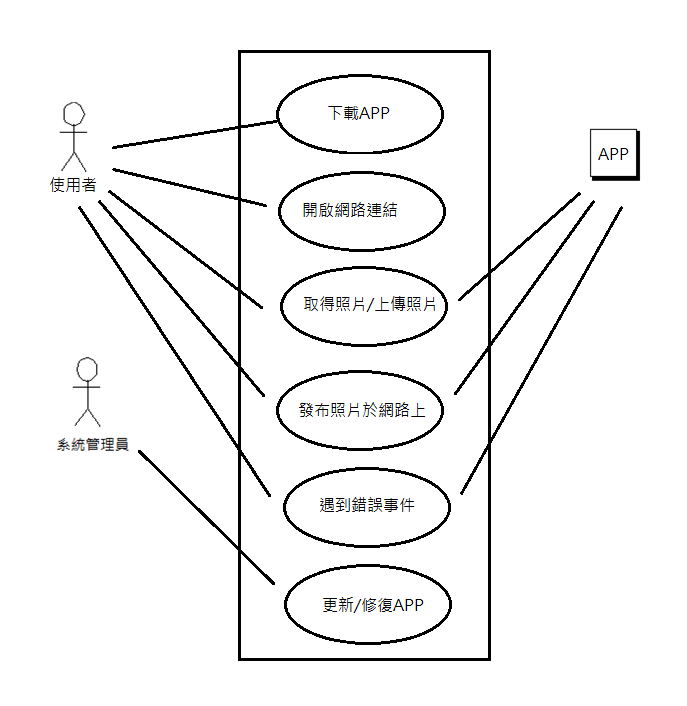 下載APP
使用者
APP
開啟網路連結
取得照片/上傳照片
發布照片於網路上
系統管理員
遇到錯誤事件
更新/修復APP